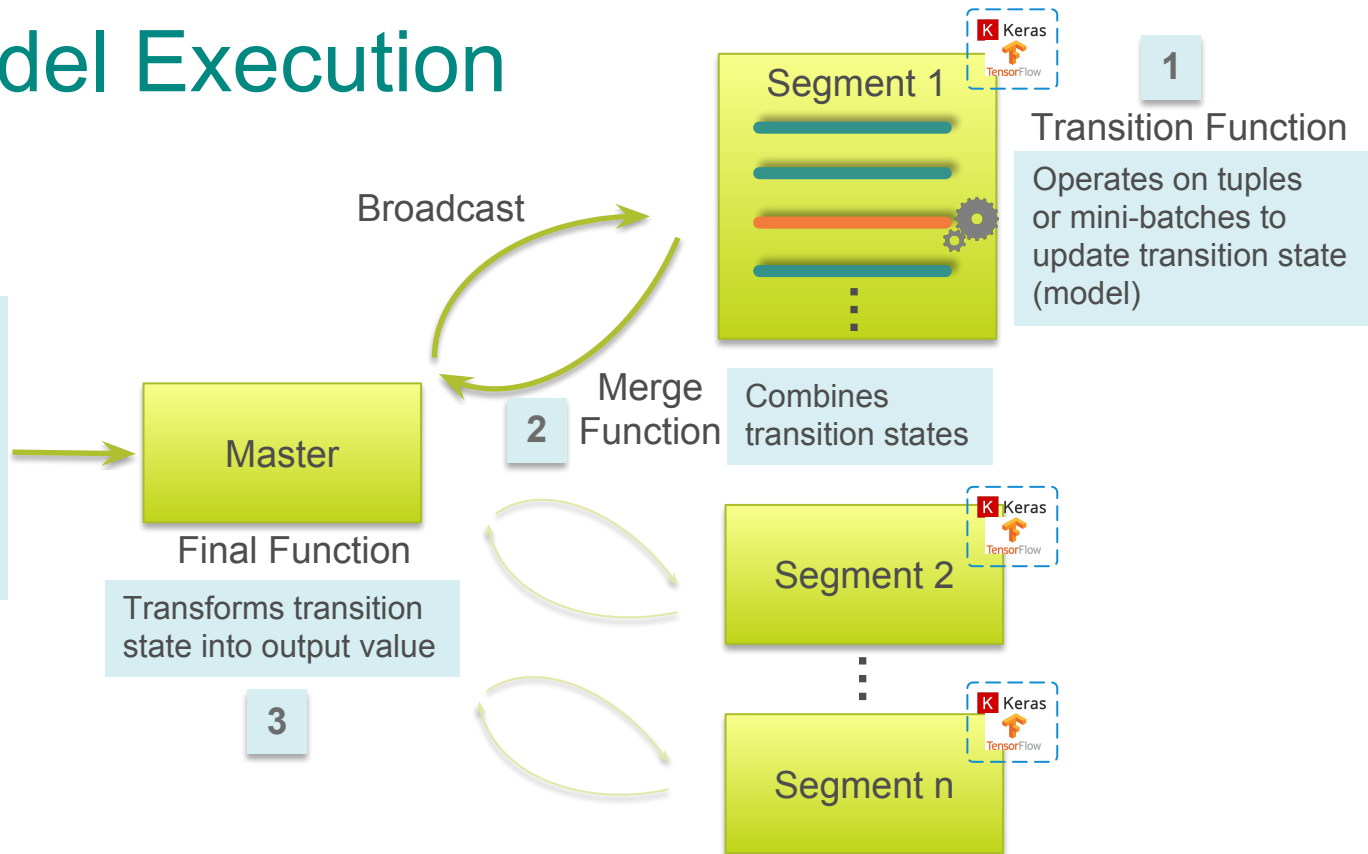 del Execution
K Keras
TensorFlow
Segment 1
1
Transition Function
Operates on tuples
or mini-batches to
update transition state
(model)
Broadcast
Master
2
Merge
Function
Combines
transition states
Final Function
Transforms transition
state into output value
3
K Keras
TensorFlow
Segment 2
K Keras
TensorFlow
Segment n